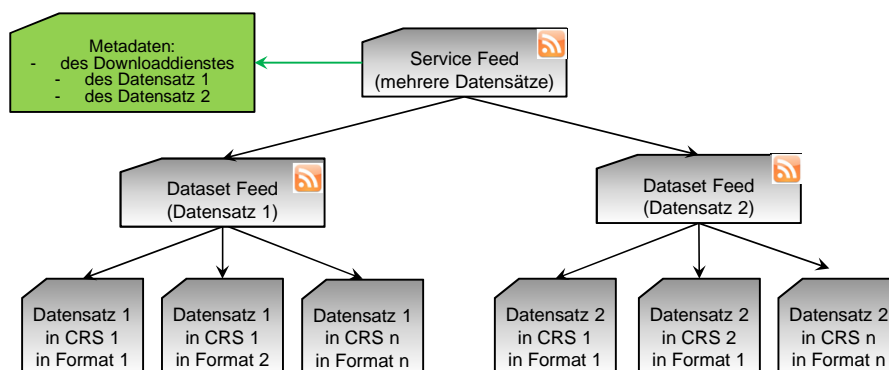 Metadaten:
- des Downloaddienstes
- des Datensatz 1
- des Datensatz 2
Service Feed
(mehrere Datensätze)
Dataset Feed
(Datensatz 1)
Dataset Feed
(Datensatz 2)
Datensatz 1
in CRS 1
in Format 1
Datensatz 1
in CRS 1
in Format 2
Datensatz 1
in CRS n
in Format n
Datensatz 2
in CRS 1
in Format 1
Datensatz 2
in CRS 2
in Format 1
Datensatz 2
in CRS n
in Format n